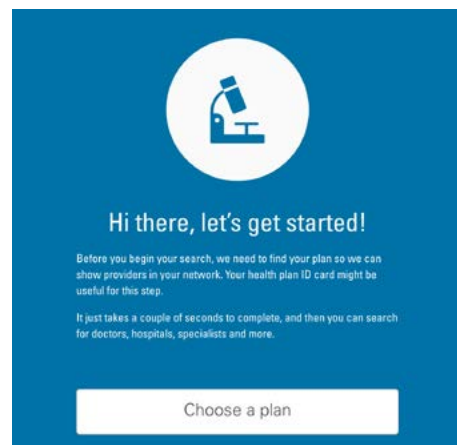 Hi there, let's get started!
Before you begin your search, we need to find your plan so we can
show providers in your network. Your health plan ID card might be
useful for this step.
It just takes a couple of seconds to complete, and then you can search
for doctors, hospitals, specialists and more.
Choose a plan